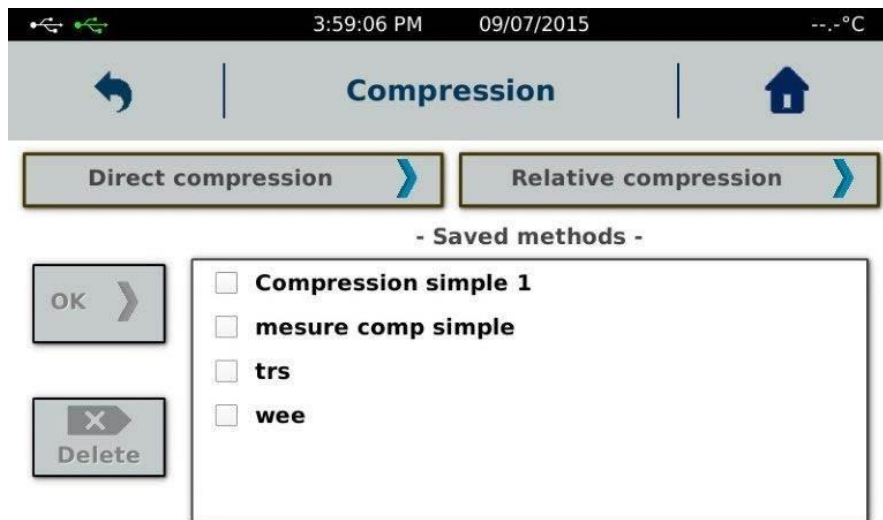 3:59:06 PM 09/07/2015 --.-°C
Compression
Direct compression Relative compression
- Saved methods -
OK
Compression simple 1
mesure comp simple
trs
wee
Delete